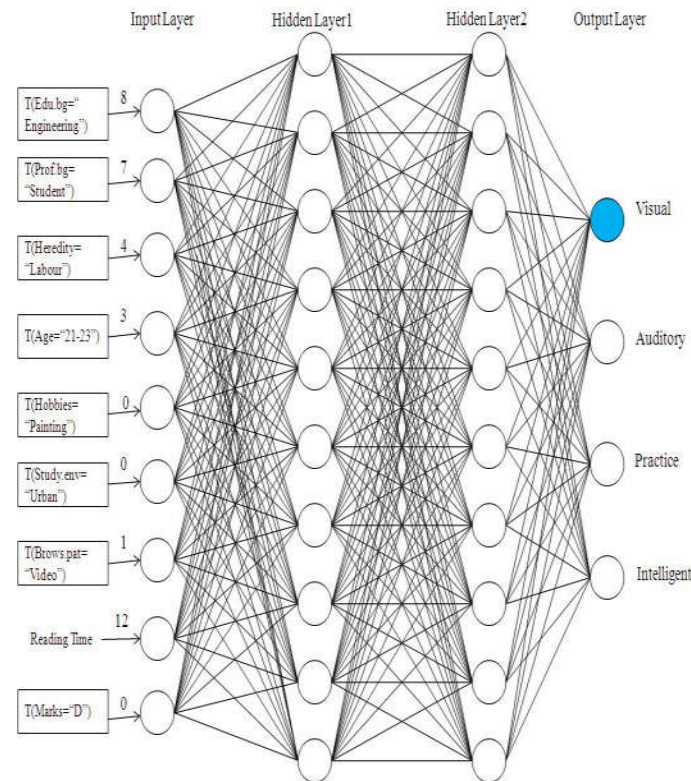 Input Layer Hidden Layer1 Hidden Layer2 Output Layer
8
T(Edu.bg=“
Engineering”)
7
T(Prof.bg=
“Student”)
4
T(Heredity=
“Labour”)
3
T(Age=“21-23”)
0
T(Hobbies=
“Painting”)
0
T(Study.env=
“Urban”)
1
T(Brows.pat=
“Video”)
12
Reading Time
0
T(Marks=“D”)
Visual
Auditory
Practice
Intelligent